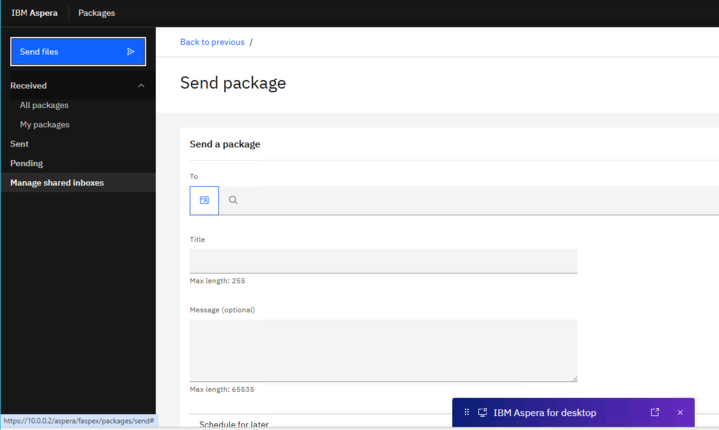 IBM Aspera Packages
Send files
Received
All packages
My packages
Sent
Pending
Manage shared inboxes
Back to previous /
Send package
Send a package
To
Title
Max length: 255
Message (optional)
Max length: 65535
Schedule for later
IBM Aspera for desktop
https://10.0.0.2/aspera/faspex/packages/send#